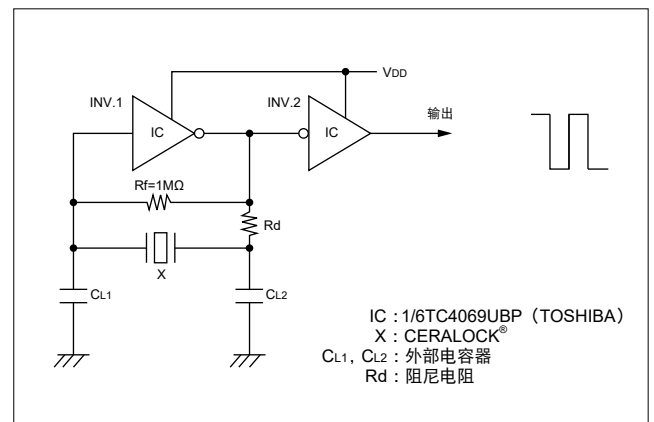 VDD
INV.1
INV.2
IC
IC
输出
Rf=1MΩ
Rd
X
CL1
CL2
IC : 1/6TC4069UBP（TOSHIBA）
X : CERALOCK®
CL1, CL2 : 外部电容器
Rd : 阻尼电阻